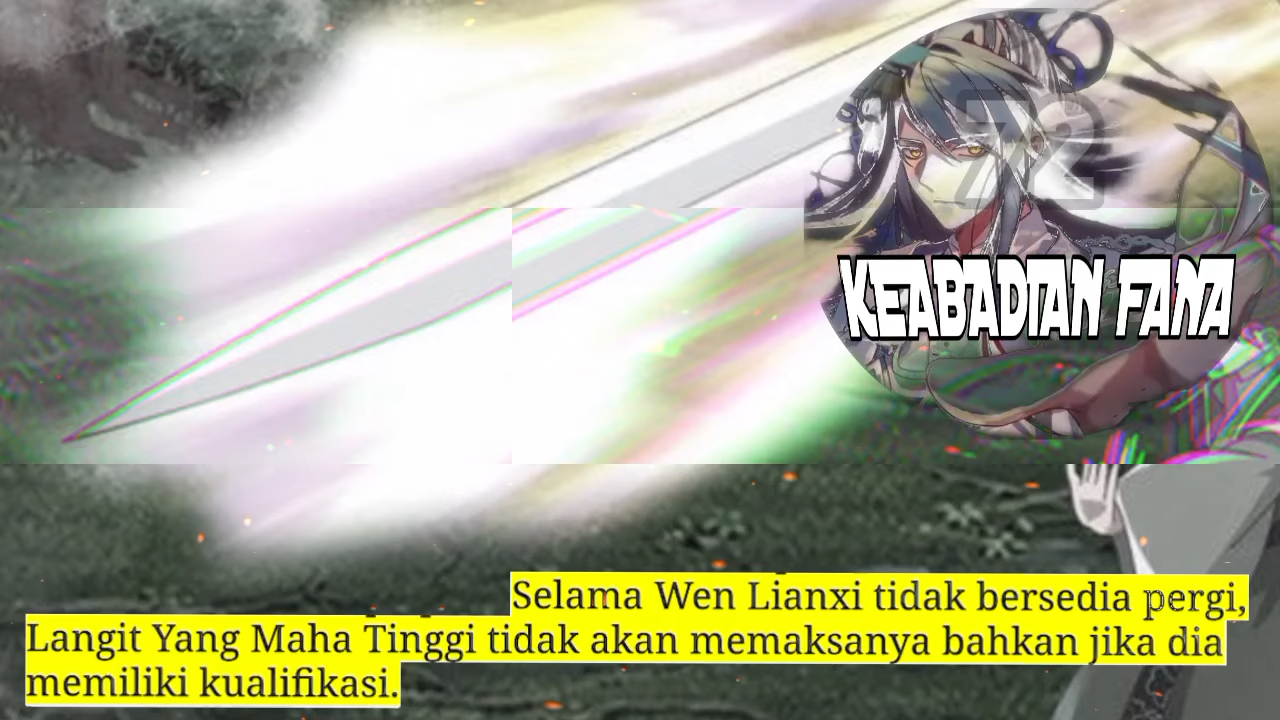 72
KEABADIAN FANA
Selama Wen Lianxi tidak bersedia pergi,
Langit Yang Maha Tinggi tidak akan memaksanya bahkan jika dia
memiliki kualifikasi.